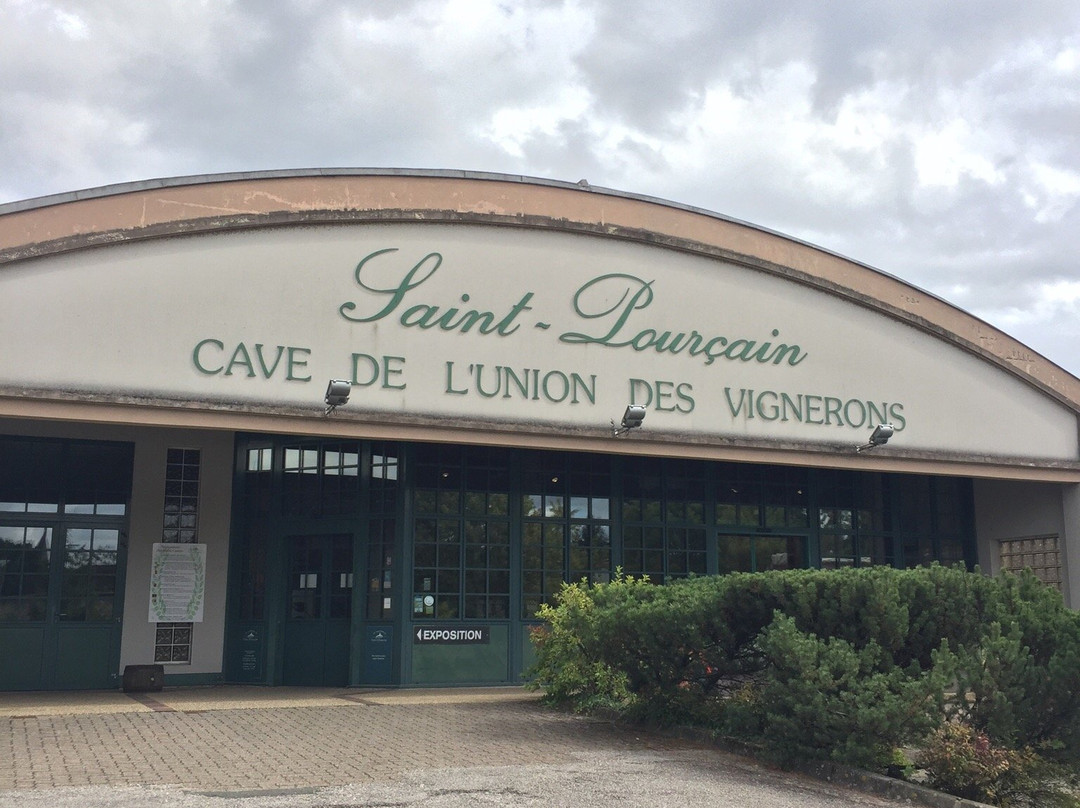 Saint-Pourçain
CAVE DE L'UNION DES VIGNERONS
EXPOSITION